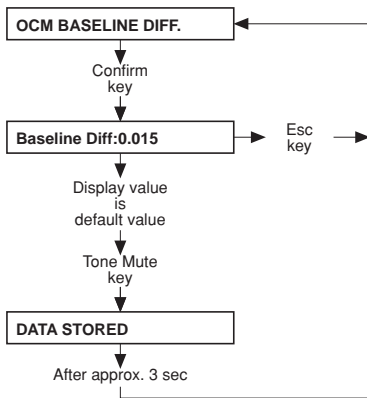 OCM BASELINE DIFF.
Confirm
key
Baseline Diff:0.015
Esc
key
Display value
is
default value
Tone Mute
key
DATA STORED
After approx. 3 sec